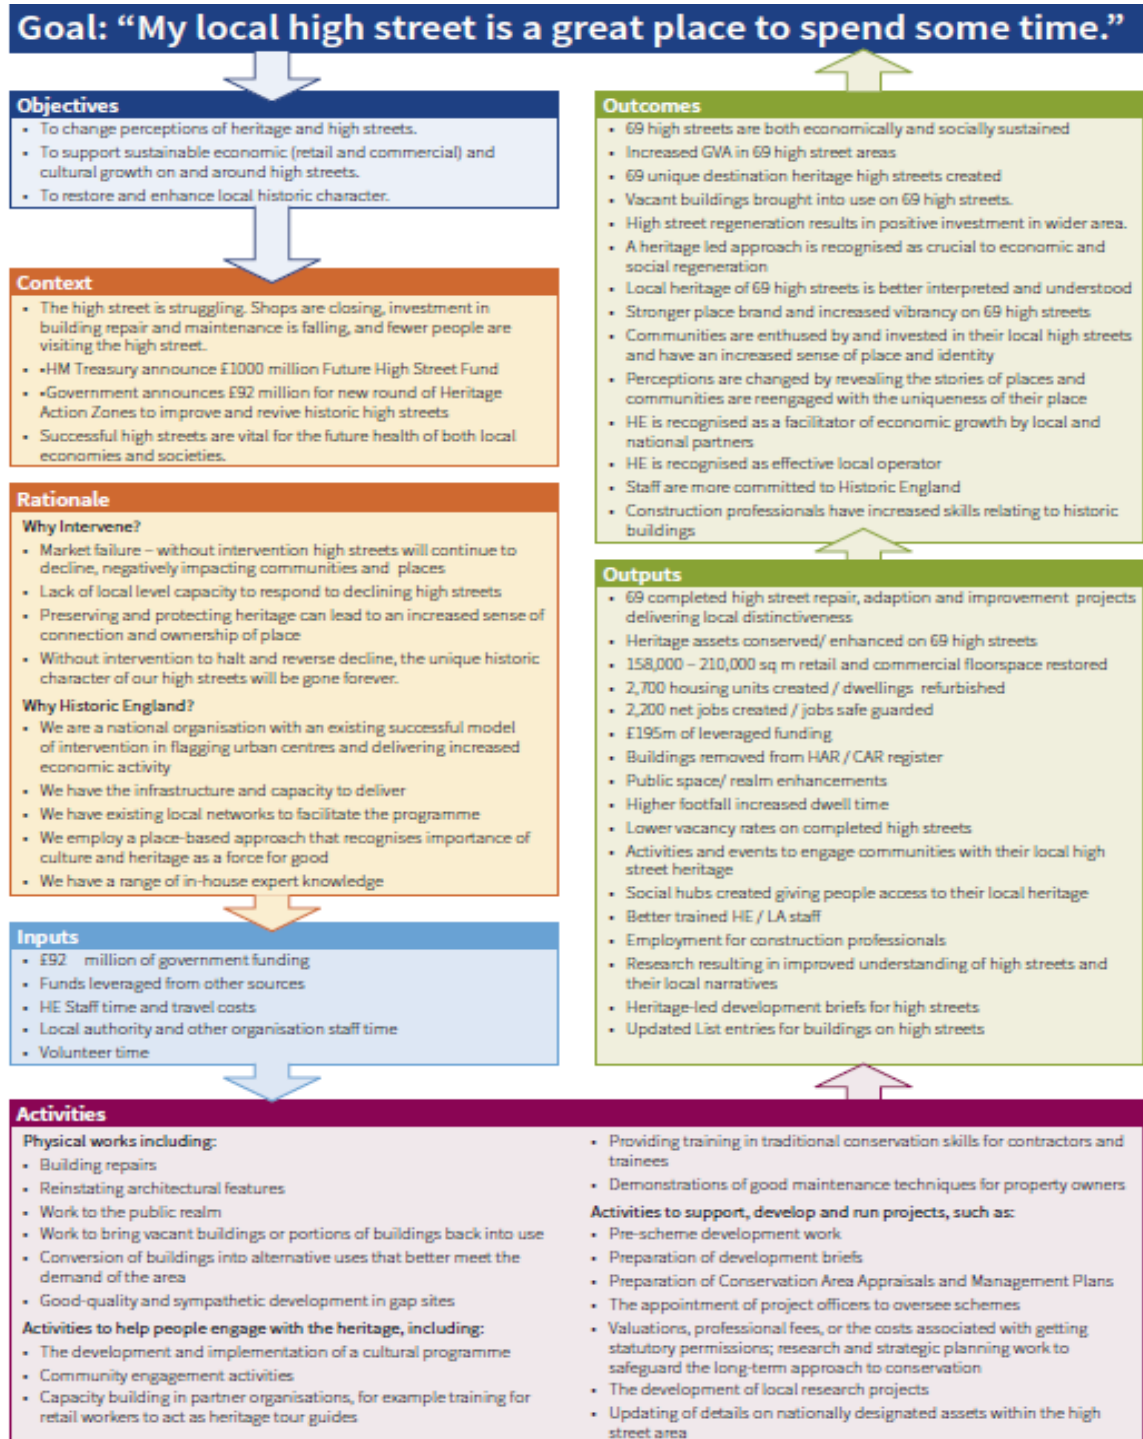 Goal: “My local high street is a great place to spend some time.”
Objectives
• To change perceptions of heritage and high streets.
• To support sustainable economic (retail and commercial) and
cultural growth on and around high streets.
• To restore and enhance local historic character.
Context
• The high street is struggling. Shops are closing, investment in
building repair and maintenance is falling, and fewer people are
visiting the high street.
• •HM Treasury announce £1000 million Future High Street Fund
• •Government announces £92 million for new round of Heritage
Action Zones to improve and revive historic high streets
• Successful high streets are vital for the future health of both local
economies and societies.
Rationale
Why Intervene?
• Market failure – without intervention high streets will continue to
decline, negatively impacting communities and places
• Lack of local level capacity to respond to declining high streets
• Preserving and protecting heritage can lead to an increased sense of
connection and ownership of place
• Without intervention to halt and reverse decline, the unique historic
character of our high streets will be gone forever.
Why Historic England?
• We are a national organisation with an existing successful model
of intervention in flagging urban centres and delivering increased
economic activity
• We have the infrastructure and capacity to deliver
• We have existing local networks to facilitate the programme
• We employ a place-based approach that recognises importance of
culture and heritage as a force for good
• We have a range of in-house expert knowledge
Inputs
• £92 million of government funding
• Funds leveraged from other sources
• HE Staff time and travel costs
• Local authority and other organisation staff time
• Volunteer time
Outcomes
• 69 high streets are both economically and socially sustained
• Increased GVA in 69 high street areas
• 69 unique destination heritage high streets created
• Vacant buildings brought into use on 69 high streets.
• High street regeneration results in positive investment in wider area.
• A heritage led approach is recognised as crucial to economic and
social regeneration
• Local heritage of 69 high streets is better interpreted and understood
• Stronger place brand and increased vibrancy on 69 high streets
• Communities are enthused by and invested in their local high streets
and have an increased sense of place and identity
• Perceptions are changed by revealing the stories of places and
communities are reengaged with the uniqueness of their place
• HE is recognised as a facilitator of economic growth by local and
national partners
• HE is recognised as effective local operator
• Staff are more committed to Historic England
• Construction professionals have increased skills relating to historic
buildings
Outputs
• 69 completed high street repair, adaption and improvement projects
delivering local distinctiveness
• Heritage assets conserved/ enhanced on 69 high streets
• 158,000 – 210,000 sq m retail and commercial floorspace restored
• 2,700 housing units created / dwellings refurbished
• 2,200 net jobs created / jobs safe guarded
• £195m of leveraged funding
• Buildings removed from HAR / CAR register
• Public space/ realm enhancements
• Higher footfall increased dwell time
• Lower vacancy rates on completed high streets
• Activities and events to engage communities with their local high
street heritage
• Social hubs created giving people access to their local heritage
• Better trained HE / LA staff
• Employment for construction professionals
• Research resulting in improved understanding of high streets and
their local narratives
• Heritage-led development briefs for high streets
• Updated List entries for buildings on high streets
Activities
Physical works including:
• Building repairs
• Reinstating architectural features
• Work to the public realm
• Work to bring vacant buildings or portions of buildings back into use
• Conversion of buildings into alternative uses that better meet the
demand of the area
• Good-quality and sympathetic development in gap sites
Activities to help people engage with the heritage, including:
• The development and implementation of a cultural programme
• Community engagement activities
• Capacity building in partner organisations, for example training for
retail workers to act as heritage tour guides
• Providing training in traditional conservation skills for contractors and
trainees
• Demonstrations of good maintenance techniques for property owners
Activities to support, develop and run projects, such as:
• Pre-scheme development work
• Preparation of development briefs
• Preparation of Conservation Area Appraisals and Management Plans
• The appointment of project officers to oversee schemes
• Valuations, professional fees, or the costs associated with getting
statutory permissions; research and strategic planning work to
safeguard the long-term approach to conservation
• The development of local research projects
• Updating of details on nationally designated assets within the high
street area